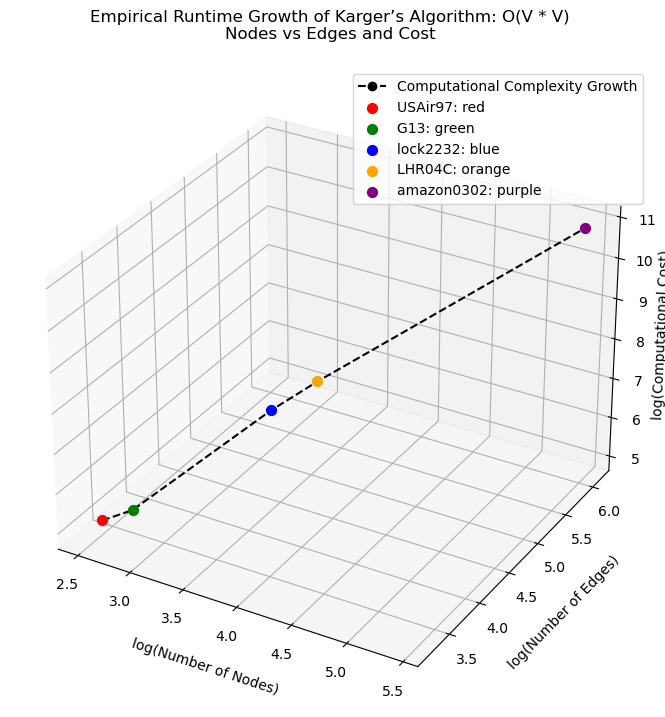 Empirical Runtime Growth of Karger’s Algorithm: O(V * V)
Nodes vs Edges and Cost
Computational Complexity Growth
USAir97: red
G13: green
lock2232: blue
LHR04C: orange
amazon0302: purple
11
10
9
8
7
6
5
log(Computational Cost)
6.0
5.5
5.0
4.5
4.0
3.5
log(Number of Edges)
2.5
3.0
3.5
4.0
4.5
5.0
5.5
log(Number of Nodes)